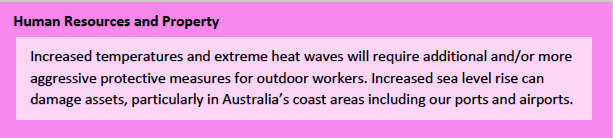 Human Resources and Property
Increased temperatures and extreme heat waves will require additional and/or more
aggressive protective measures for outdoor workers. Increased sea level rise can
damage assets, particularly in Australia’s coast areas including our ports and airports.